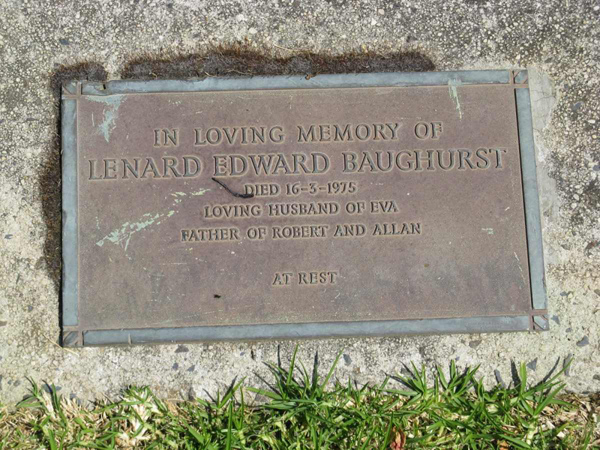 IN LOVING MEMORY OF
LENARD EDWARD BAUGHURST
DIED 16-3-1975
LOVING HUSBAND OF EVA
FATHER OF ROBERT AND ALLAN
AT REST